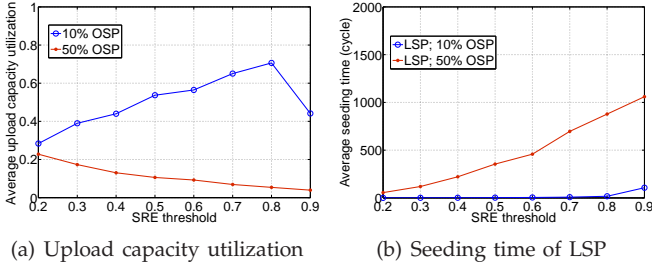 Average upload capacity utilization
1
0.8
0.6
0.4
0.2
0
10% OSP
50% OSP
0.2 0.3 0.4 0.5 0.6 0.7 0.8 0.9
SRE threshold
(a) Upload capacity utilization
Average seeding time (cycle)
2000
1500
1000
500
0
LSP; 10% OSP
LSP; 50% OSP
0.2 0.3 0.4 0.5 0.6 0.7 0.8 0.9
SRE threshold
(b) Seeding time of LSP